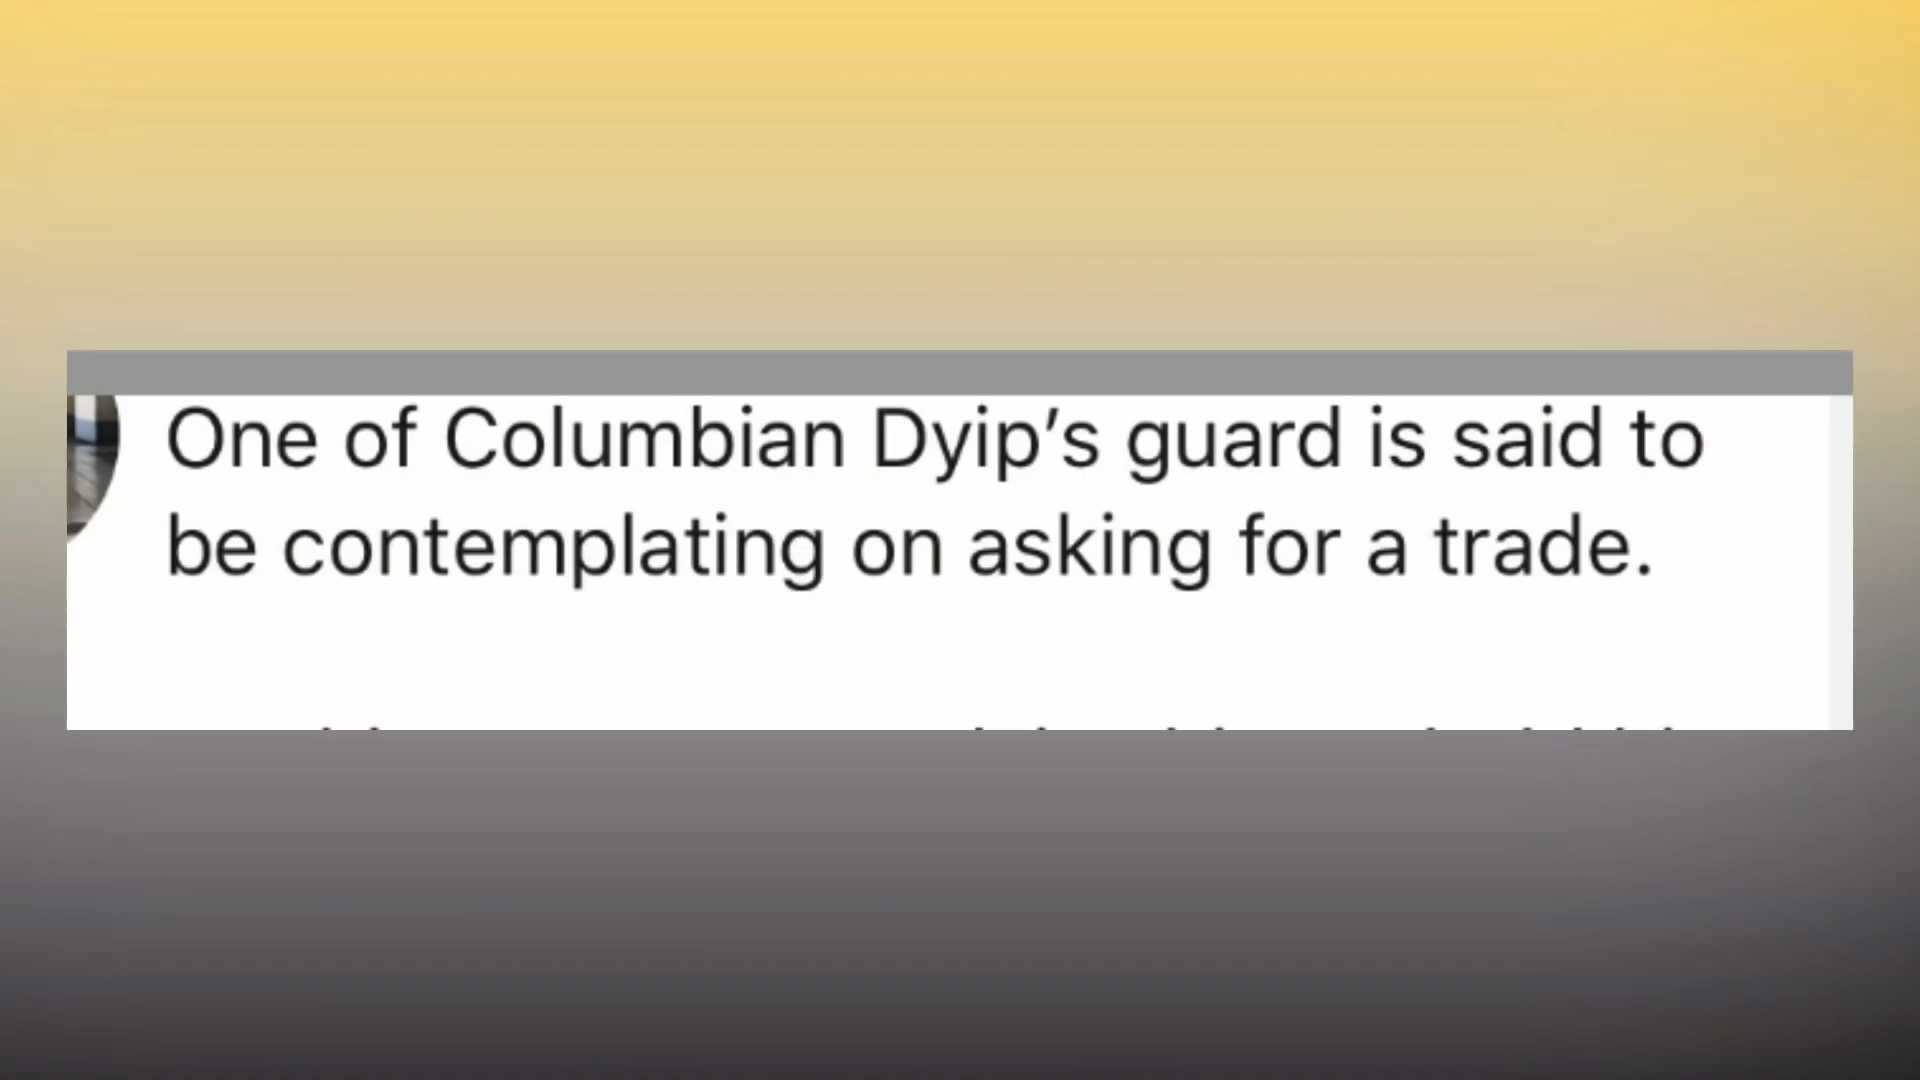 One of Columbian Dyip’s guard is said to
be contemplating on asking for a trade.